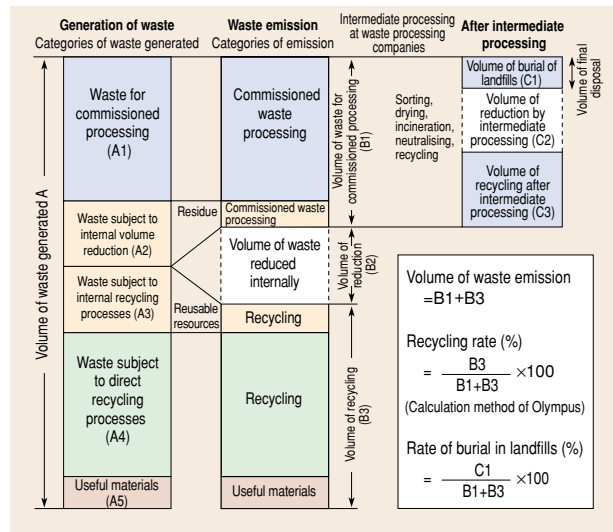 Generation of waste
Categories of waste generated
Waste emission
Categories of emission
Intermediate processing
at waste processing
companies
After intermediate
processing
Volume of waste generated A
Waste for
commissioned
processing
(A1)
Waste subject to
internal volume
reduction (A2)
Waste subject to
internal recycling
processes (A3)
Waste subject
to direct
recycling
processes
(A4)
Useful materials
(A5)
Residue
Reusable
resources
Commissioned
waste
processing
Commissioned waste
processing
Volume of waste
reduced
internally
Recycling
Recycling
Useful materials
Volume of waste for
commissioned processing
(B1)
Volume of
reduction
(B2)
Volume of recycling
(B3)
Sorting,
drying,
incineration,
neutralising,
recycling
Volume of burial of
landfills (C1)
Volume of
reduction by
intermediate
processing (C2)
Volume of
recycling after
intermediate
processing (C3)
Volume of final
disposal
Volume of waste emission
=B1+B3
Recycling rate (%)
= B3
B1+B3 ×100
(Calculation method of Olympus)
Rate of burial in landfills (%)
= C1
B1+B3 ×100